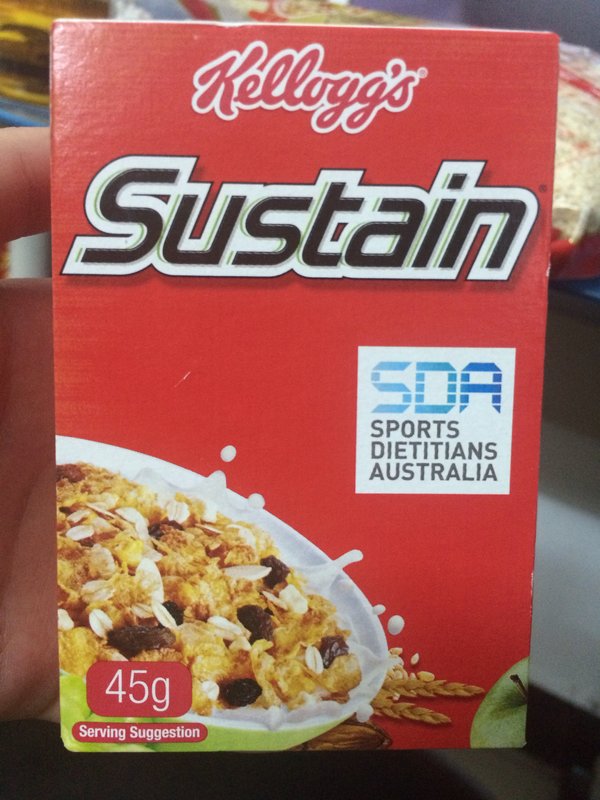 Kellogg's®
Sustain®
SDA
SPORTS
DIETITIANS
AUSTRALIA
45g
Serving Suggestion